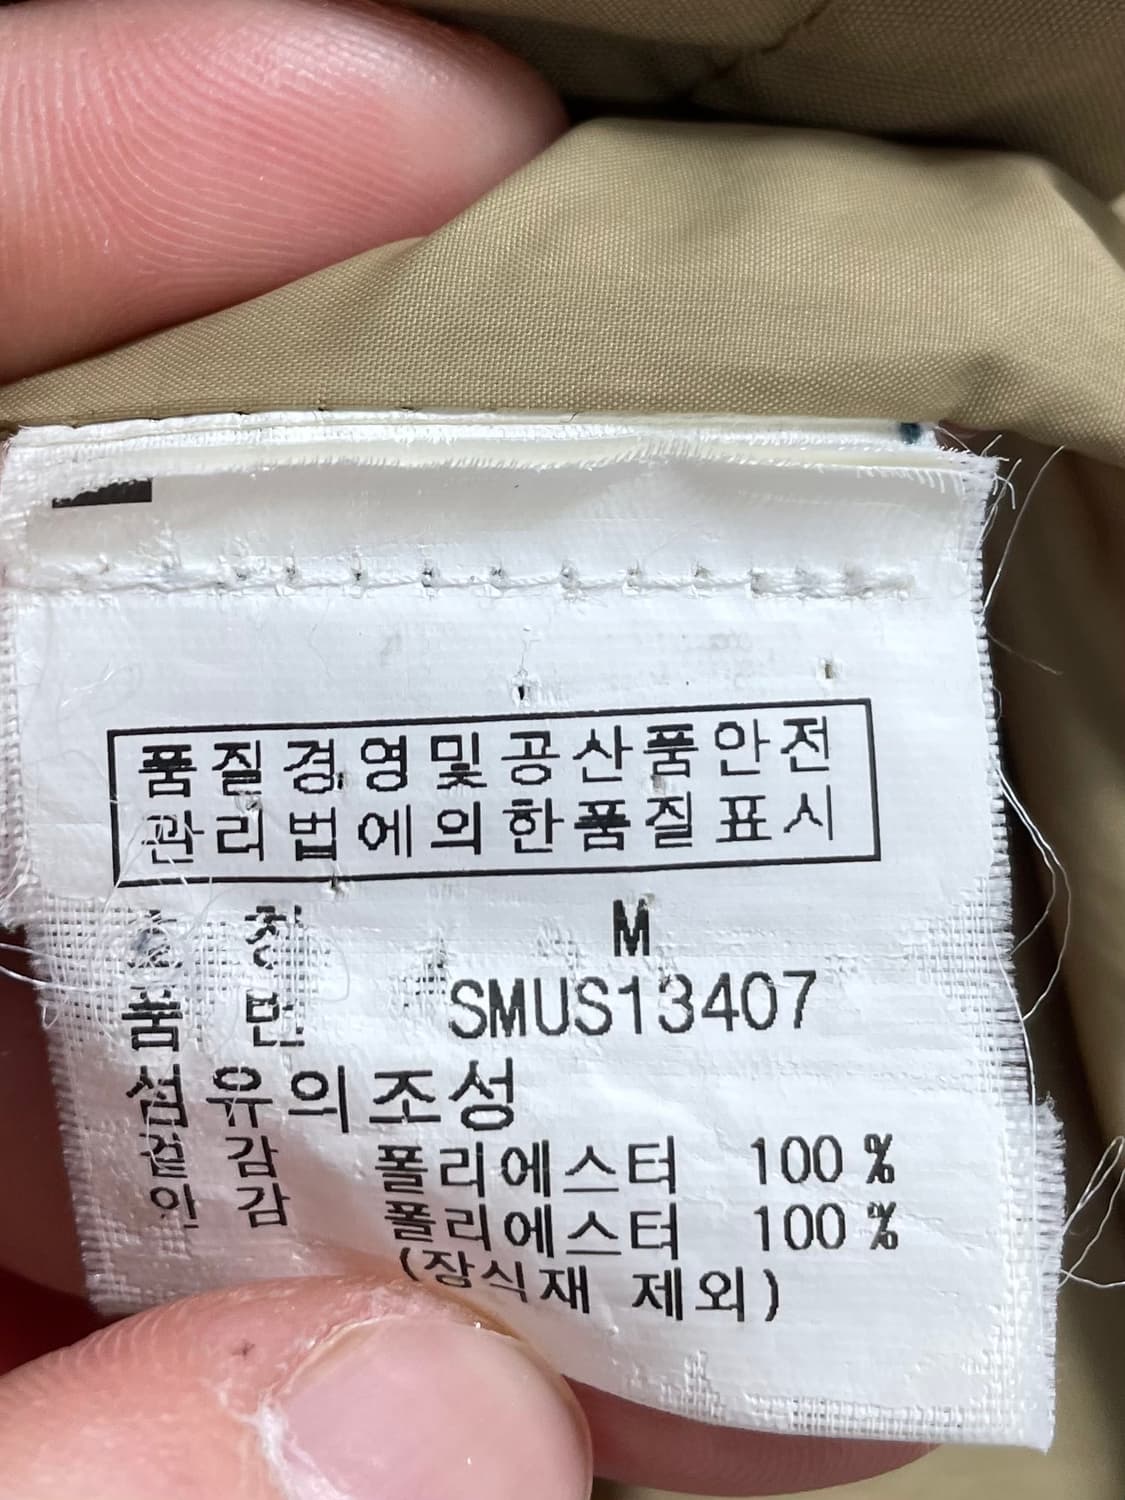 품질경영및공산품안전
관리법에의한품질표시
호 칭 M
품 번 SMUS13407
섬유의조성
겉 감 폴리에스터 100%
안 감 폴리에스터 100%
(장식재 제외)